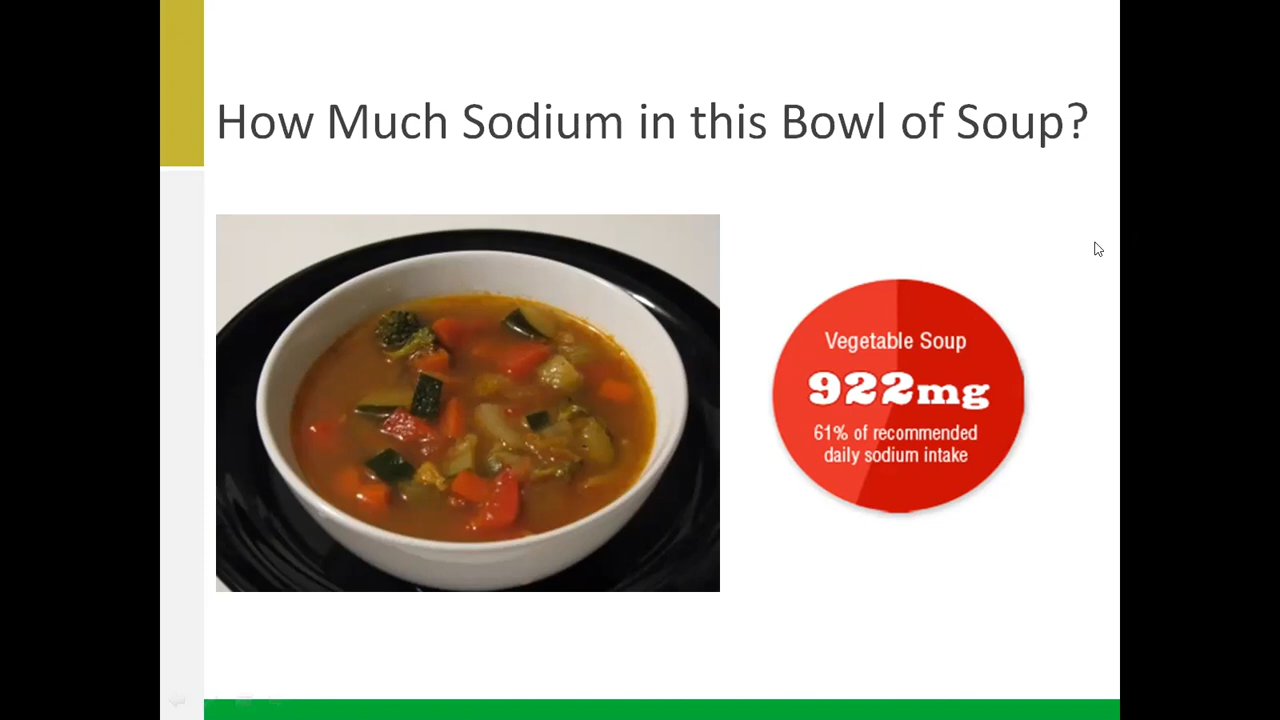 How Much Sodium in this Bowl of Soup?
Vegetable Soup
922mg
61% of recommended
daily sodium intake